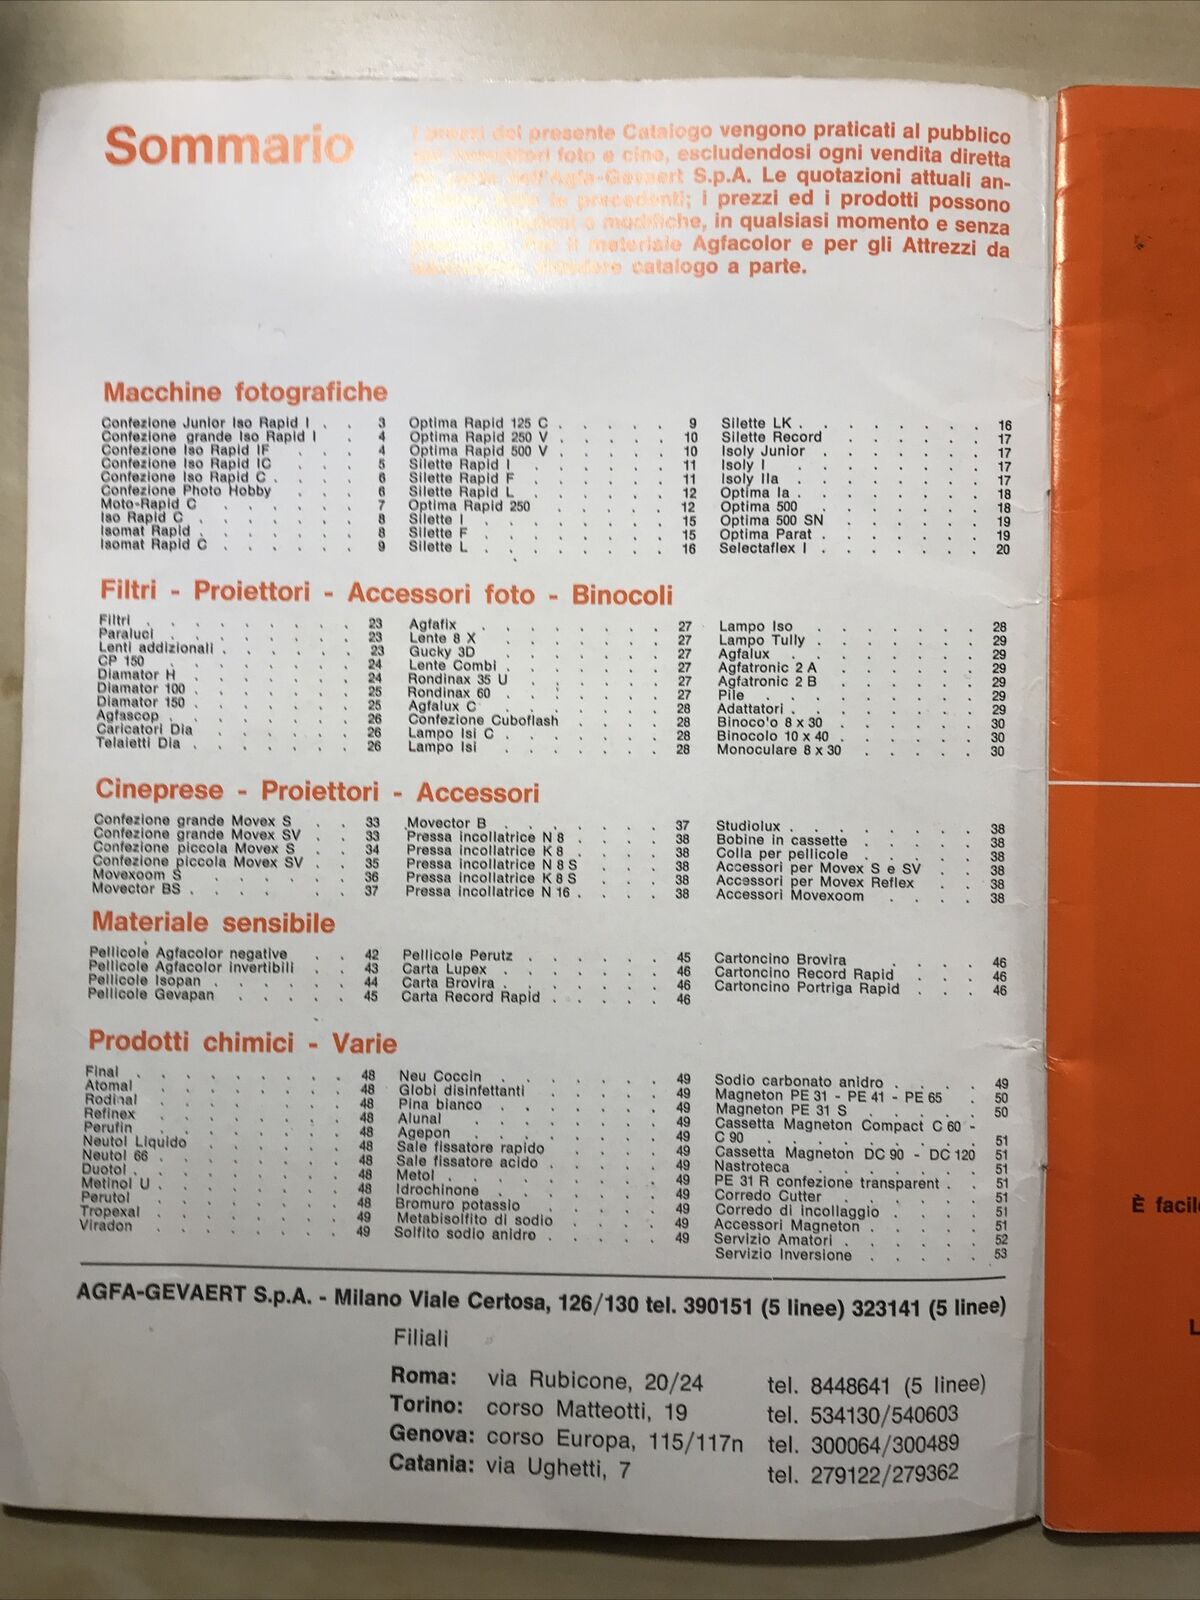 Sommario
I prezzi del presente Catalogo vengono praticati al pubblico
foto e cine, escludendosi ogni vendita diretta
dell'Agfa-Gevaert S.p.A. Le quotazioni attuali an-
le precedenti; i prezzi ed i prodotti possono
o modifiche, in qualsiasi momento e senza
Per il materiale Agfacolor e per gli Attrezzi da
chiedere catalogo a parte.
Macchine fotografiche
Confezione Junior Iso Rapid I . . 3
Confezione grande Iso Rapid I . 4
Confezione Iso Rapid IF . . . 4
Confezione Iso Rapid IC . . . 5
Confezione Iso Rapid C . . . . 6
Confezione Photo Hobby . . . 6
Moto-Rapid C . . . . . . 7
Iso Rapid C . . . . . . . 8
Isomat Rapid . . . . . . . 8
Isomat Rapid C . . . . . . 9
Optima Rapid 125 C . . . . . 9
Optima Rapid 250 V . . . . . 10
Optima Rapid 500 V . . . . . 10
Silette Rapid I . . . . . . 11
Silette Rapid F . . . . . . 11
Silette Rapid L . . . . . . 12
Optima Rapid 250 . . . . . 12
Silette I . . . . . . . . 15
Silette F . . . . . . . . 15
Silette L . . . . . . . . 16
Silette LK . . . . . . . . 16
Silette Record . . . . . . 17
Isoly Junior . . . . . . . 17
Isoly I . . . . . . . . 17
Isoly IIa . . . . . . . . 17
Optima Ia . . . . . . . . 18
Optima 500 . . . . . . . 18
Optima 500 SN . . . . . . 19
Optima Parat . . . . . . . 19
Selectaflex I . . . . . . . 20
Filtri - Proiettori - Accessori foto - Binocoli
Filtri . . . . . . . . . 23
Paraluci . . . . . . . . 23
Lenti addizionali . . . . . . 23
CP 150 . . . . . . . . 24
Diamator H . . . . . . . 24
Diamator 100 . . . . . . . 25
Diamator 150 . . . . . . . 25
Agfascop . . . . . . . . 26
Caricatori Dia . . . . . . 26
Telaietti Dia . . . . . . . 26
Agfafix . . . . . . . . 27
Lente 8 X . . . . . . . 27
Gucky 3D . . . . . . . 27
Lente Combi . . . . . . . 27
Rondinax 35 U . . . . . . 27
Rondinax 60 . . . . . . . 27
Agfalux C . . . . . . . 28
Confezione Cuboflash . . . . 28
Lampo Isi C . . . . . . . 28
Lampo Isi . . . . . . . 28
Lampo Iso . . . . . . . 28
Lampo Tully . . . . . . . 29
Agfalux . . . . . . . . 29
Agfatronic 2 A . . . . . . 29
Agfatronic 2 B . . . . . . 29
Pile . . . . . . . . . 29
Adattatori . . . . . . . . 29
Binoco'o 8 x 30 . . . . . . 30
Binocolo 10 x 40 . . . . . . 30
Monoculare 8 x 30 . . . . . 30
Cineprese - Proiettori - Accessori
Confezione grande Movex S . . 33
Confezione grande Movex SV . . 33
Confezione piccola Movex S . . 34
Confezione piccola Movex SV . . 35
Movexoom S . . . . . . . 36
Movector BS . . . . . . . 37
Movector B . . . . . . . 37
Pressa incollatrice N 8 . . . . 38
Pressa incollatrice K 8 . . . . 38
Pressa incollatrice N 8 S . . . 38
Pressa incollatrice K 8 S . . . 38
Pressa incollatrice N 16 . . . . 38
Studiolux . . . . . . . . 38
Bobine in cassette . . . . . 38
Colla per pellicole . . . . . 38
Accessori per Movex S e SV . . 38
Accessori per Movex Reflex . . 38
Accessori Movexoom . . . . 38
Materiale sensibile
Pellicole Agfacolor negative . . 42
Pellicole Agfacolor invertibili . . 43
Pellicole Isopan . . . . . . 44
Pellicole Gevapan . . . . . 45
Pellicole Perutz . . . . . . 45
Carta Lupex . . . . . . . 46
Carta Brovira . . . . . . . 46
Carta Record Rapid . . . . . 46
Cartoncino Brovira . . . . 46
Cartoncino Record Rapid . . . 46
Cartoncino Portriga Rapid . . . 46
Prodotti chimici - Varie
Final . . . . . . . . . 48
Atomal . . . . . . . . 48
Rodinal . . . . . . . . 48
Refinex . . . . . . . . 48
Perufin . . . . . . . . 48
Neutol Liquido . . . . . . 48
Neutol 66 . . . . . . . . 48
Duotol . . . . . . . . . 48
Metinol U . . . . . . . . 48
Perutol . . . . . . . . 48
Tropexal . . . . . . . . 49
Viradon . . . . . . . . 49
Neu Coccin . . . . . . . 49
Globi disinfettanti . . . . . 49
Pina bianco . . . . . . . 49
Alunal . . . . . . . . 49
Agepon . . . . . . . . 49
Sale fissatore rapido . . . . 49
Sale fissatore acido . . . . . 49
Metol . . . . . . . . . 49
Idrochinone . . . . . . . 49
Bromuro potassio . . . . . 49
Metabisolfito di sodio . . . . 49
Solfito sodio anidro . . . . . 49
Sodio carbonato anidro . . . . 49
Magneton PE 31 - PE 41 - PE 65 . 50
Magneton PE 31 S . . . . . 50
Cassetta Magneton Compact C 60 -
C 90 . . . . . . . . . 51
Cassetta Magneton DC 90 - DC 120 51
Nastroteca . . . . . . . 51
PE 31 R confezione transparent . . 51
Corredo Cutter . . . . . . 51
Corredo di incollaggio . . . . 51
Accessori Magneton . . . . . 51
Servizio Amatori . . . . . . 52
Servizio Inversione . . . . . 53
AGFA-GEVAERT S.p.A. - Milano Viale Certosa, 126/130 tel. 390151 (5 linee) 323141 (5 linee)
Filiali
Roma: via Rubicone, 20/24 tel. 8448641 (5 linee)
Torino: corso Matteotti, 19 tel. 534130/540603
Genova: corso Europa, 115/117n tel. 300064/300489
Catania: via Ughetti, 7 tel. 279122/279362
È facil
L